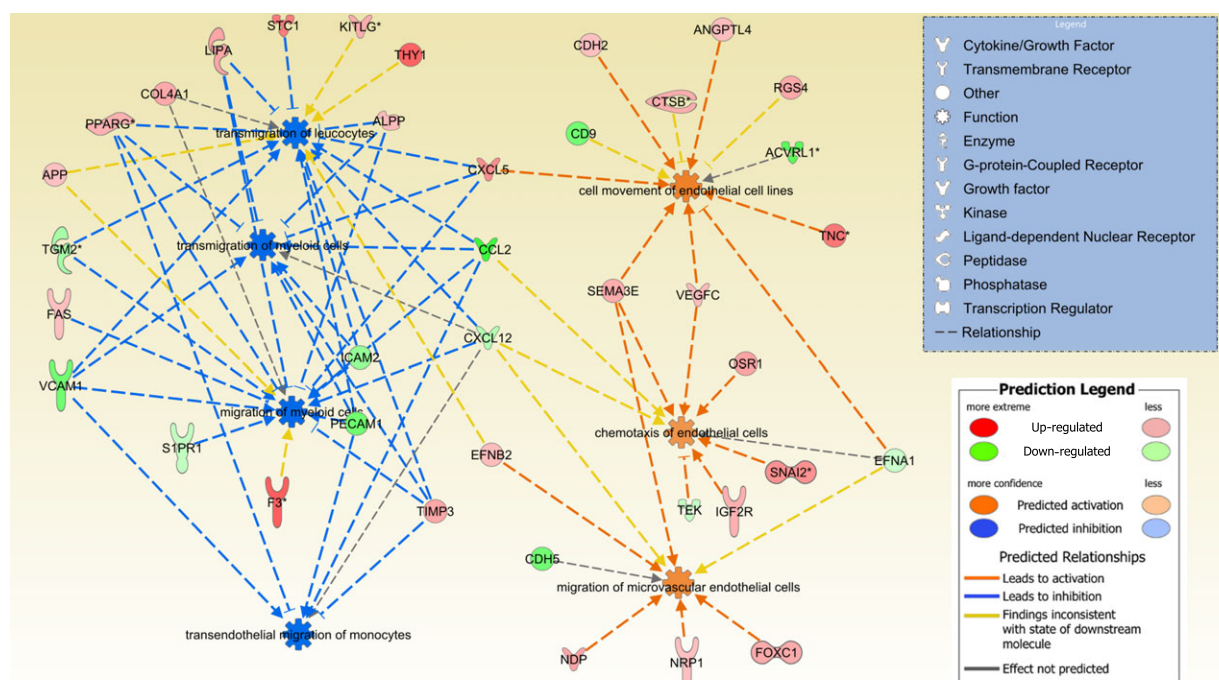 STC1
KITLG*
LIPA
THY1
COL4A1
PPARG*
transmigration of leucocytes
ALPP
APP
CXCL5
TGM2*
transmigration of myeloid cells
CCL2
FAS
CXCL12
ICAM2
VCAM1
migration of myeloid cells
PECAM1
S1PR1
EFNB2
F3*
TIMP3
transendothelial migration of monocytes
CDH2
ANGPTL4
CTSB*
RGS4
CD9
ACVRL1*
cell movement of endothelial cell lines
TNC*
SEMA3E
VEGFC
OSR1
chemotaxis of endothelial cells
EFNA1
SNAI2*
TEK
IGF2R
CDH5
migration of microvascular endothelial cells
NDP
NRP1
FOXC1
Legend
Cytokine/Growth Factor
Transmembrane Receptor
Other
Function
Enzyme
G-protein-Coupled Receptor
Growth factor
Kinase
Ligand-dependent Nuclear Receptor
Peptidase
Phosphatase
Transcription Regulator
Relationship
Prediction Legend
more extreme less
Up-regulated
Down-regulated
more confidence less
Predicted activation
Predicted inhibition
Predicted Relationships
Leads to activation
Leads to inhibition
Findings inconsistent
with state of downstream
molecule
Effect not predicted